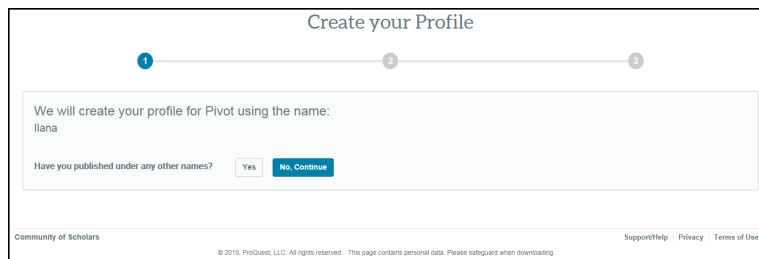 Create your Profile
1 2 3
We will create your profile for Pivot using the name:
Ilana
Have you published under any other names? Yes No, Continue
Community of Scholars Support/Help Privacy Terms of Use
© 2018, ProQuest, LLC. All rights reserved. This page contains personal data. Please safeguard when downloading.